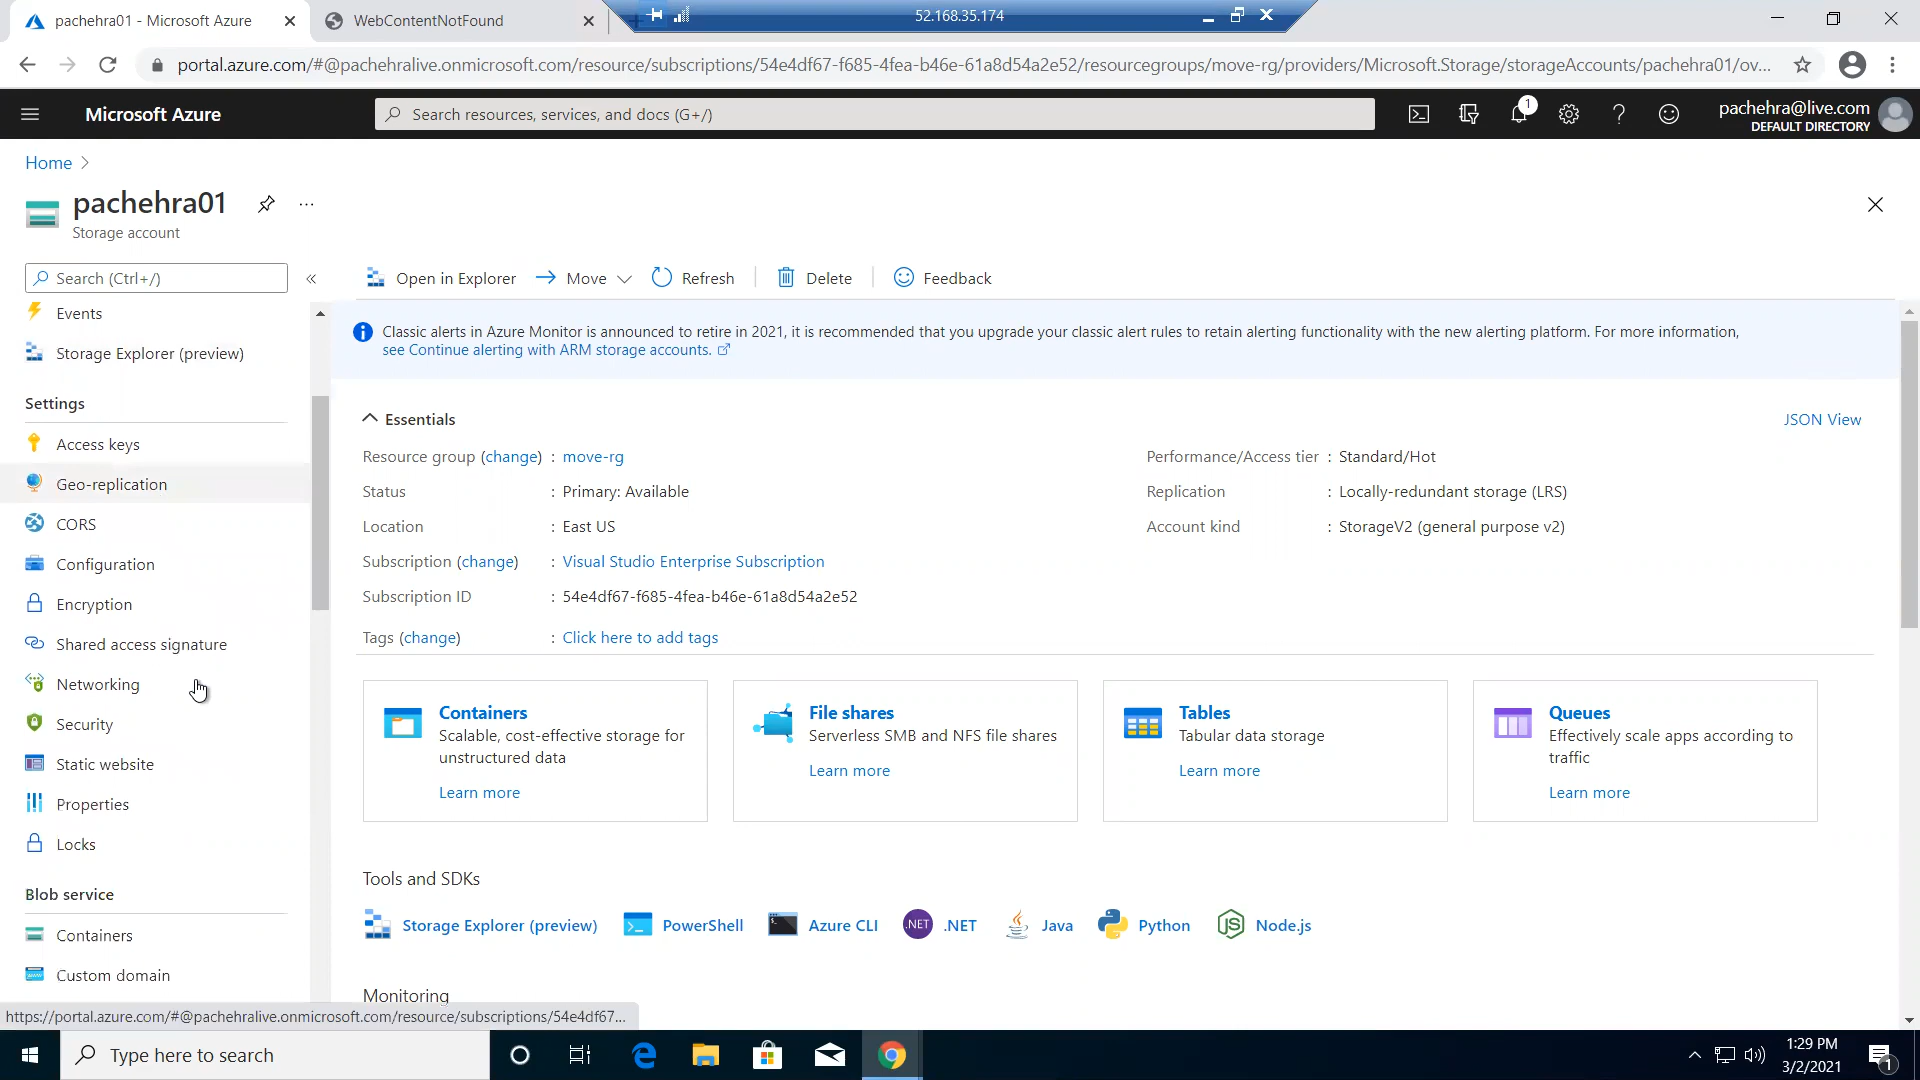 pachehra01 - Microsoft Azure
WebContentNotFound
52.168.35.174
portal.azure.com/#@pachehralive.onmicrosoft.com/resource/subscriptions/54e4df67-f685-4fea-b46e-61a8d54a2e52/resourcegroups/move-rg/providers/Microsoft.Storage/storageAccounts/pachehra01/ov...
Microsoft Azure
Search resources, services, and docs (G+/)
1
pachehra@live.com
DEFAULT DIRECTORY
Home
pachehra01
Storage account
Search (Ctrl+/)
Events
Storage Explorer (preview)
Settings
Access keys
Geo-replication
CORS
Configuration
Encryption
Shared access signature
Networking
Security
Static website
Properties
Locks
Blob service
Containers
Custom domain
Open in Explorer
Move
Refresh
Delete
Feedback
Classic alerts in Azure Monitor is announced to retire in 2021, it is recommended that you upgrade your classic alert rules to retain alerting functionality with the new alerting platform. For more information,
see Continue alerting with ARM storage accounts.
Essentials
JSON View
Resource group (change) : move-rg
Status : Primary: Available
Location : East US
Subscription (change) : Visual Studio Enterprise Subscription
Subscription ID : 54e4df67-f685-4fea-b46e-61a8d54a2e52
Tags (change) : Click here to add tags
Performance/Access tier : Standard/Hot
Replication : Locally-redundant storage (LRS)
Account kind : StorageV2 (general purpose v2)
Containers
Scalable, cost-effective storage for
unstructured data
Learn more
File shares
Serverless SMB and NFS file shares
Learn more
Tables
Tabular data storage
Learn more
Queues
Effectively scale apps according to
traffic
Learn more
Tools and SDKs
Storage Explorer (preview)
PowerShell
Azure CLI
.NET
.NET
Java
Python
Node.js
Monitoring
https://portal.azure.com/#@pachehralive.onmicrosoft.com/resource/subscriptions/54e4df67...
Type here to search
1:29 PM
3/2/2021
1